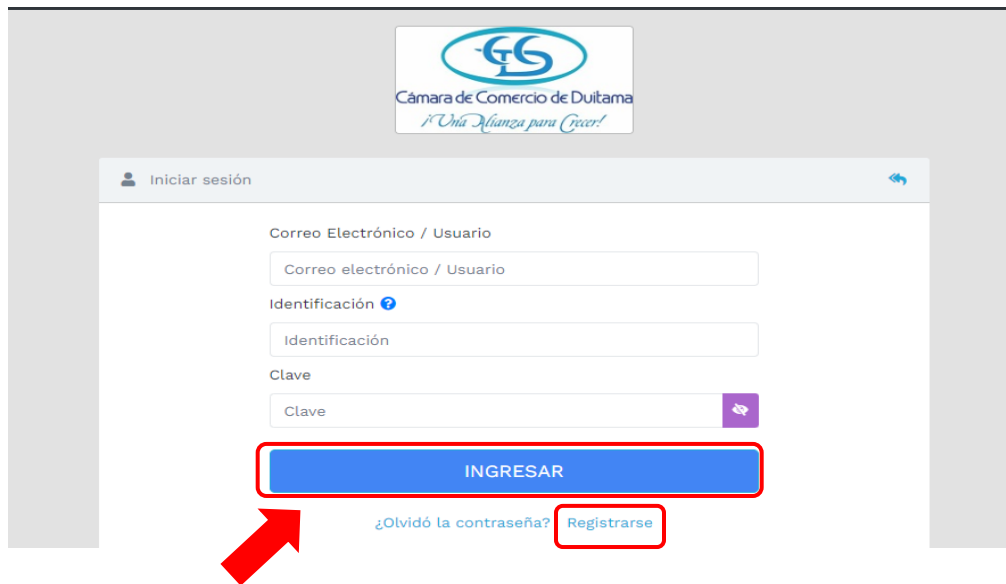 Cámara de Comercio de Duitama
¡Una Alianza para Crecer!
Iniciar sesión
Correo Electrónico / Usuario
Correo electrónico / Usuario
Identificación
Identificación
Clave
Clave
INGRESAR
¿Olvidó la contraseña? Registrarse